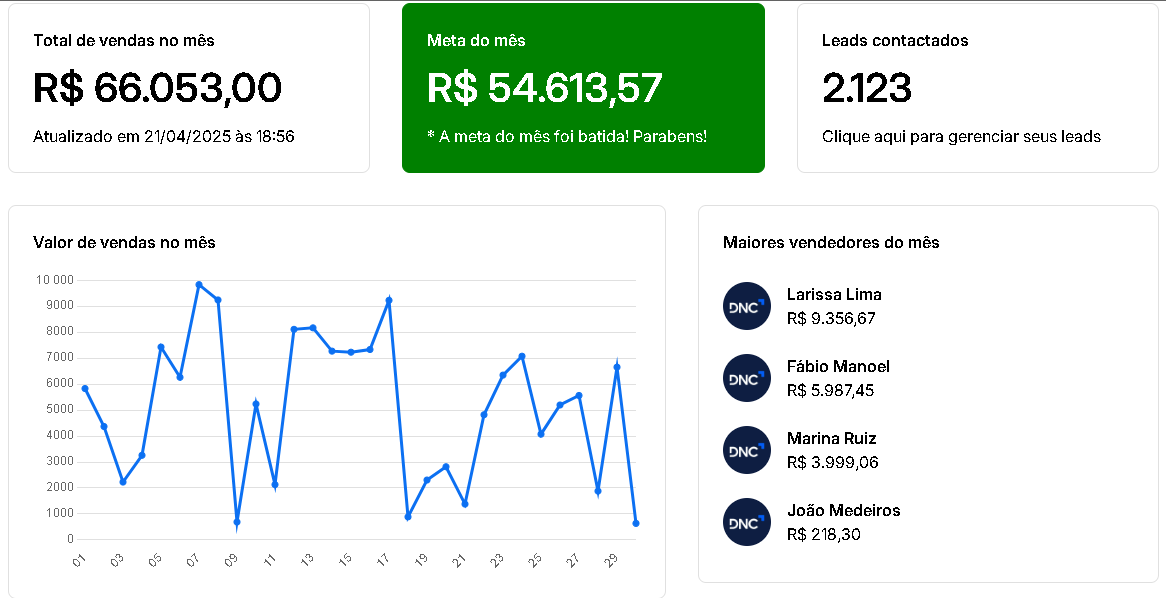 Total de vendas no mês
R$ 66.053,00
Atualizado em 21/04/2025 às 18:56
Meta do mês
R$ 54.613,57
* A meta do mês foi batida! Parabens!
Leads contactados
2.123
Clique aqui para gerenciar seus leads
Valor de vendas no mês
10 000
9000
8000
7000
6000
5000
4000
3000
2000
1000
0
01 03 05 07 09 11 13 15 17 19 21 23 25 27 29
Maiores vendedores do mês
DNC
Larissa Lima
R$ 9.356,67
DNC
Fábio Manoel
R$ 5.987,45
DNC
Marina Ruiz
R$ 3.999,06
DNC
João Medeiros
R$ 218,30